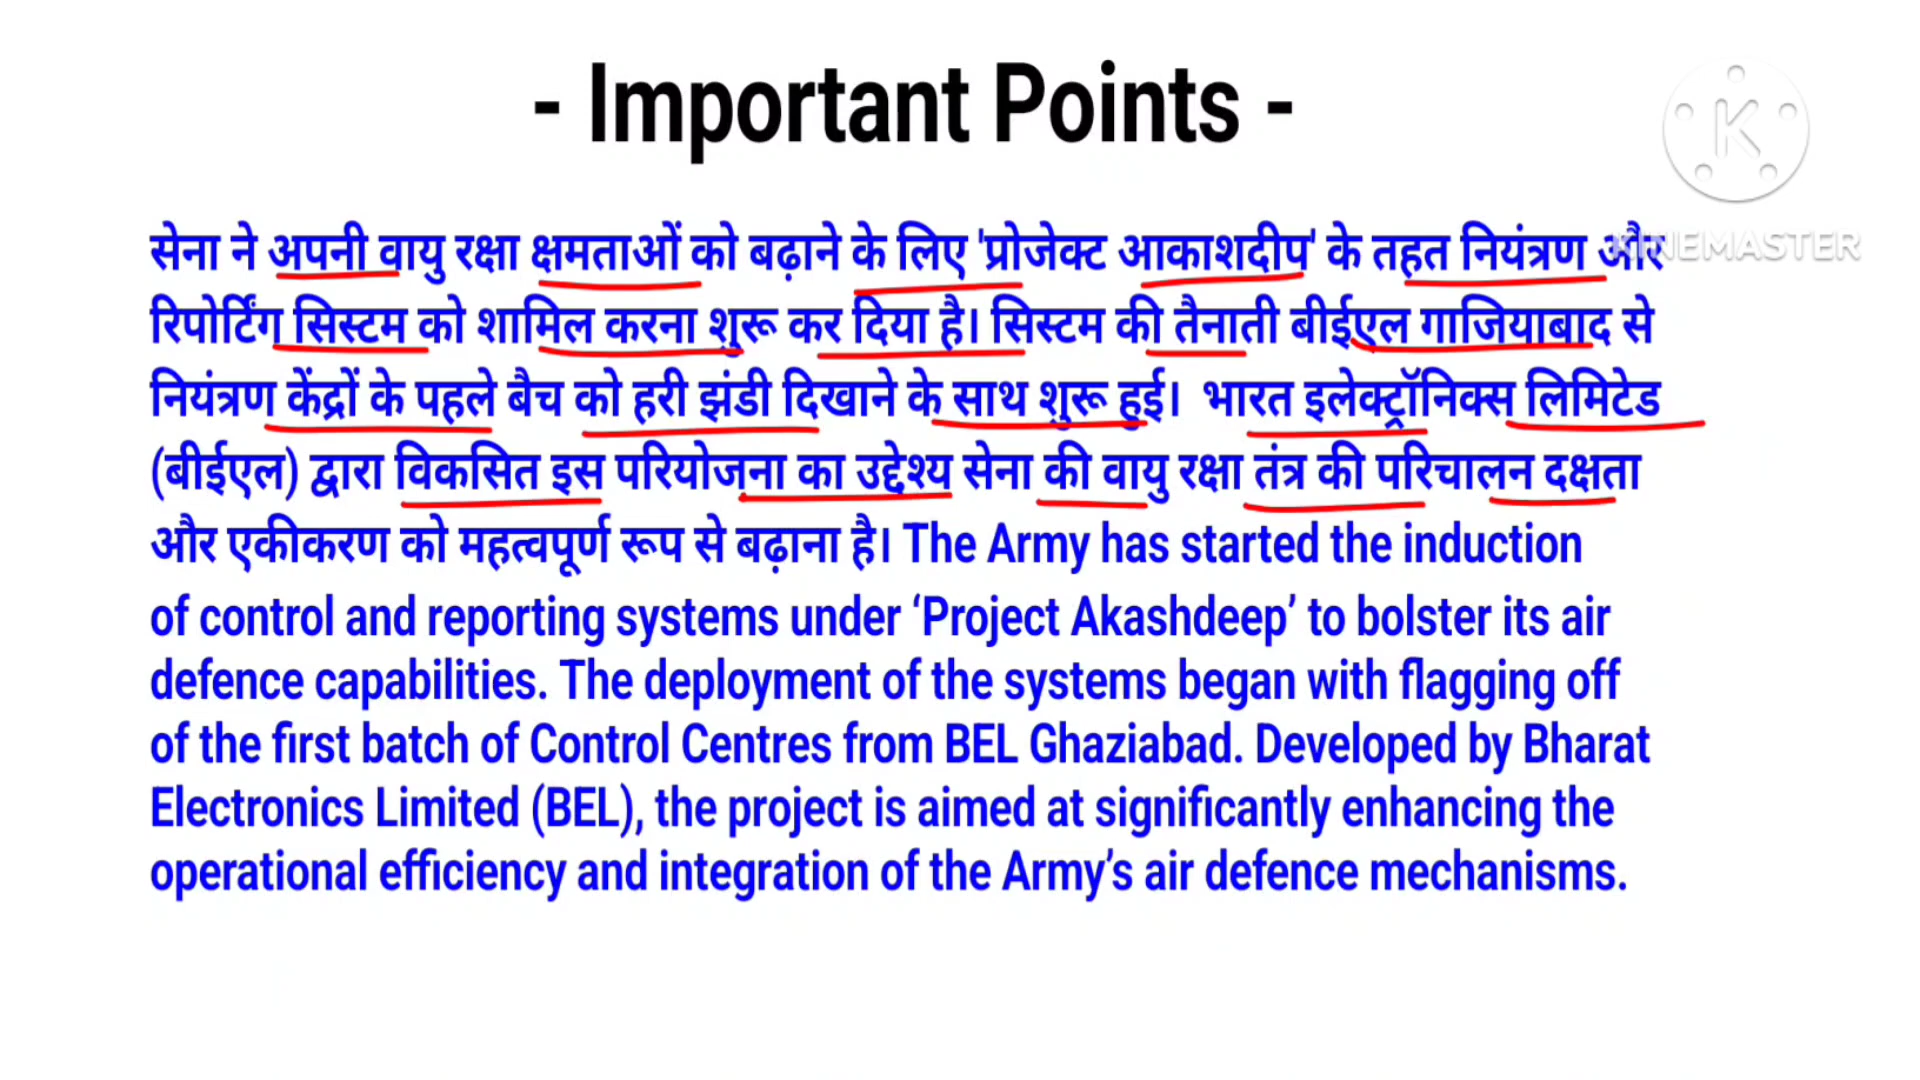 - Important Points -
K
KINEMASTER
सेना ने अपनी वायु रक्षा क्षमताओं को बढ़ाने के लिए 'प्रोजेक्ट आकाशदीप' के तहत नियंत्रण और
रिपोर्टिंग सिस्टम को शामिल करना शुरू कर दिया है। सिस्टम की तैनाती बीईएल गाजियाबाद से
नियंत्रण केंद्रों के पहले बैच को हरी झंडी दिखाने के साथ शुरू हुई। भारत इलेक्ट्रॉनिक्स लिमिटेड
(बीईएल) द्वारा विकसित इस परियोजना का उद्देश्य सेना की वायु रक्षा तंत्र की परिचालन दक्षता
और एकीकरण को महत्वपूर्ण रूप से बढ़ाना है। The Army has started the induction
of control and reporting systems under ‘Project Akashdeep’ to bolster its air
defence capabilities. The deployment of the systems began with flagging off
of the first batch of Control Centres from BEL Ghaziabad. Developed by Bharat
Electronics Limited (BEL), the project is aimed at significantly enhancing the
operational efficiency and integration of the Army’s air defence mechanisms.